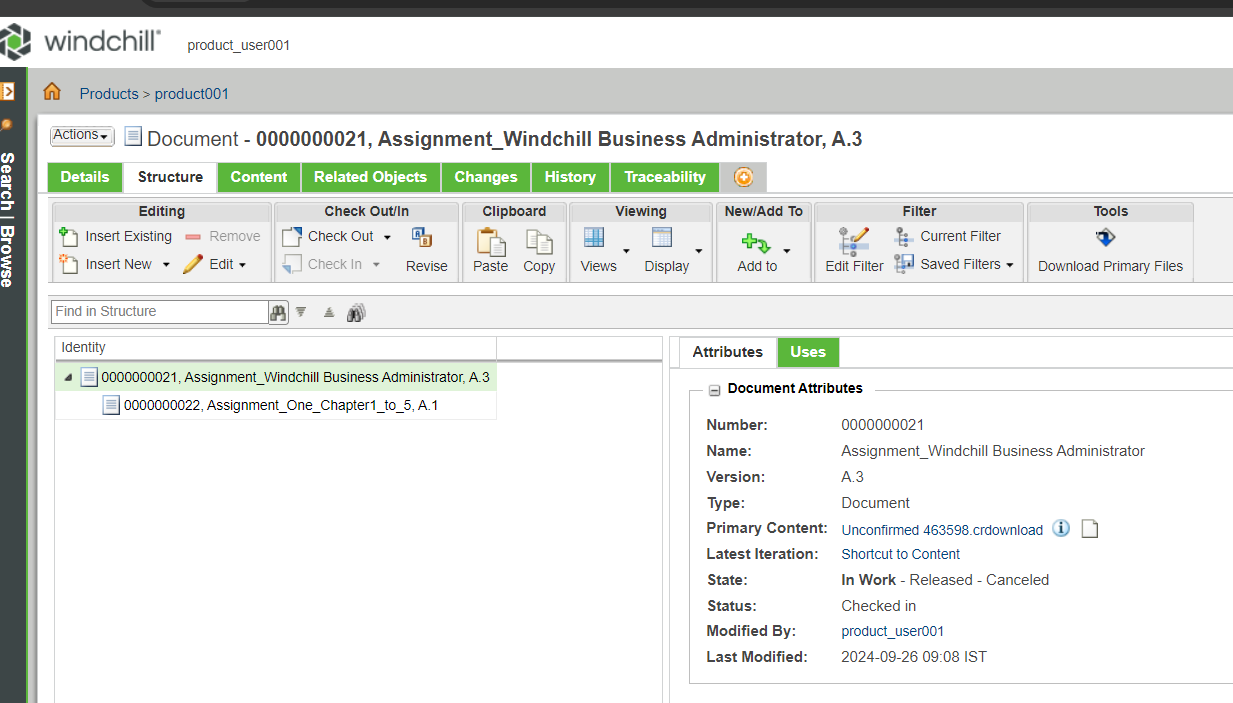 windchill® product_user001
Products > product001
Search | Browse
Actions Document - 0000000021, Assignment_Windchill Business Administrator, A.3
Details Structure Content Related Objects Changes History Traceability
Editing Check Out/In Clipboard Viewing New/Add To Filter Tools
Insert Existing Remove Check Out Current Filter
Insert New Edit Check In Revise Paste Copy Views Display Add to Edit Filter Saved Filters Download Primary Files
Find in Structure
Identity
0000000021, Assignment_Windchill Business Administrator, A.3
0000000022, Assignment_One_Chapter1_to_5, A.1
Attributes Uses
Document Attributes
Number: 0000000021
Name: Assignment_Windchill Business Administrator
Version: A.3
Type: Document
Primary Content: Unconfirmed 463598.crdownload
Latest Iteration: Shortcut to Content
State: In Work - Released - Canceled
Status: Checked in
Modified By: product_user001
Last Modified: 2024-09-26 09:08 IST